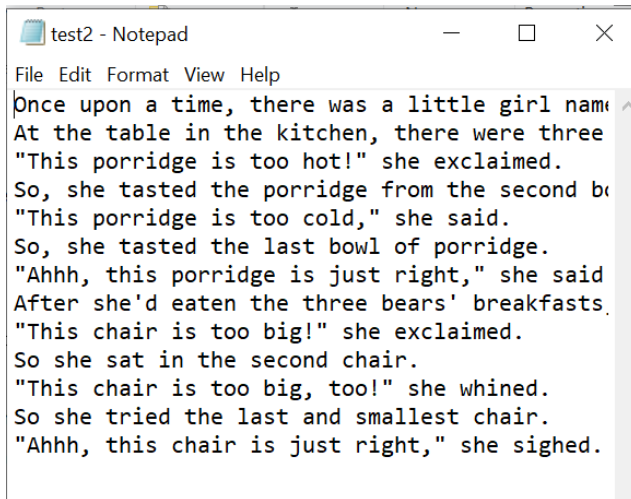 test2 - Notepad
File Edit Format View Help
Once upon a time, there was a little girl name
At the table in the kitchen, there were three
"This porridge is too hot!" she exclaimed.
So, she tasted the porridge from the second
"This porridge is too cold," she said.
So, she tasted the last bowl of porridge.
"Ahhh, this porridge is just right," she said
After she'd eaten the three bears' breakfasts,
"This chair is too big!" she exclaimed.
So she sat in the second chair.
"This chair is too big, too!" she whined.
So she tried the last and smallest chair.
"Ahhh, this chair is just right," she sighed.